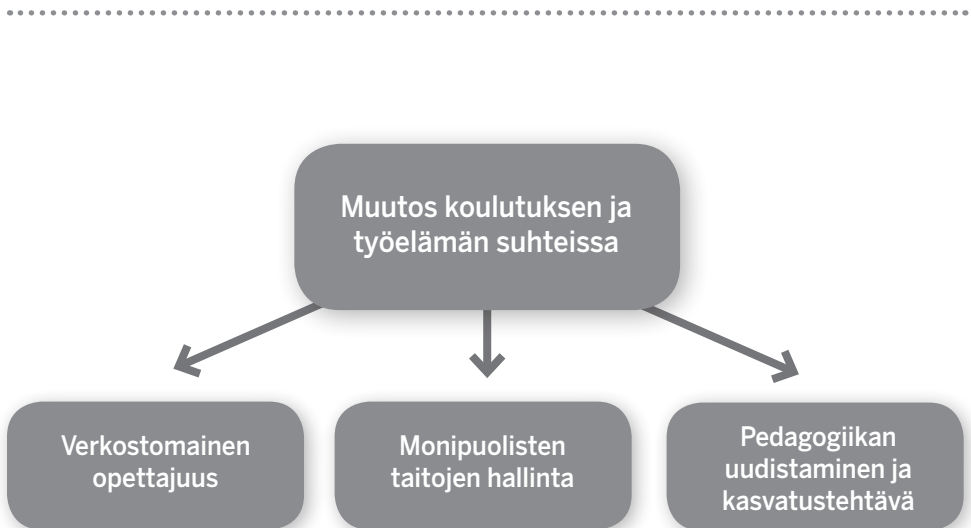 Muutos koulutuksen ja
työelämän suhteissa
Verkostomainen
opettajuus
Monipuolisten
taitojen hallinta
Pedagogiikan
uudistaminen ja
kasvatustehtävä